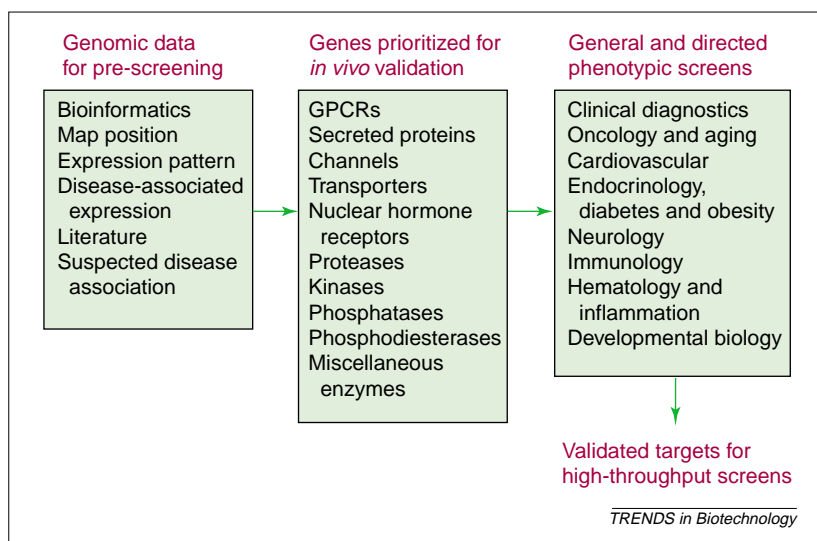 Genomic data
for pre-screening
Bioinformatics
Map position
Expression pattern
Disease-associated
expression
Literature
Suspected disease
association
Genes prioritized for
in vivo validation
GPCRs
Secreted proteins
Channels
Transporters
Nuclear hormone
receptors
Proteases
Kinases
Phosphatases
Phosphodiesterases
Miscellaneous
enzymes
General and directed
phenotypic screens
Clinical diagnostics
Oncology and aging
Cardiovascular
Endocrinology,
diabetes and obesity
Neurology
Immunology
Hematology and
inflammation
Developmental biology
Validated targets for
high-throughput screens
TRENDS in Biotechnology